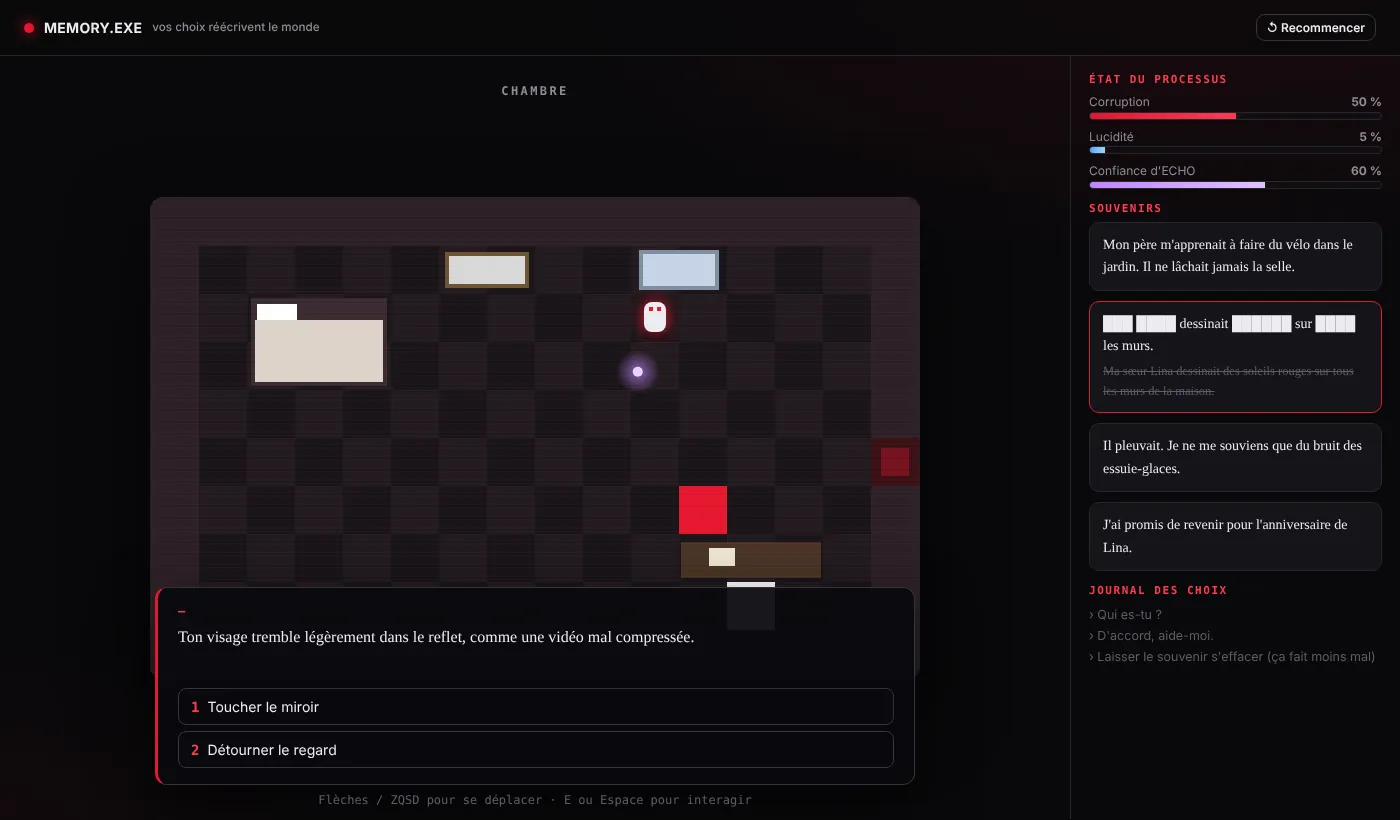 MEMORY.EXE vos choix réécrivent le monde
↺ Recommencer
CHAMBRE
—
Ton visage tremble légèrement dans le reflet, comme une vidéo mal compressée.
1 Toucher le miroir
2 Détourner le regard
Flèches / ZQSD pour se déplacer · E ou Espace pour interagir
ÉTAT DU PROCESSUS
Corruption 50 %
Lucidité 5 %
Confiance d'ECHO 60 %
SOUVENIRS
Mon père m'apprenait à faire du vélo dans le
jardin. Il ne lâchait jamais la selle.
███ ████ dessinait ██████ sur ████
les murs.
Ma sœur Lina dessinait des soleils rouges sur tous
les murs de la maison.
Il pleuvait. Je ne me souviens que du bruit des
essuie-glaces.
J'ai promis de revenir pour l'anniversaire de
Lina.
JOURNAL DES CHOIX
› Qui es-tu ?
› D'accord, aide-moi.
› Laisser le souvenir s'effacer (ça fait moins mal)